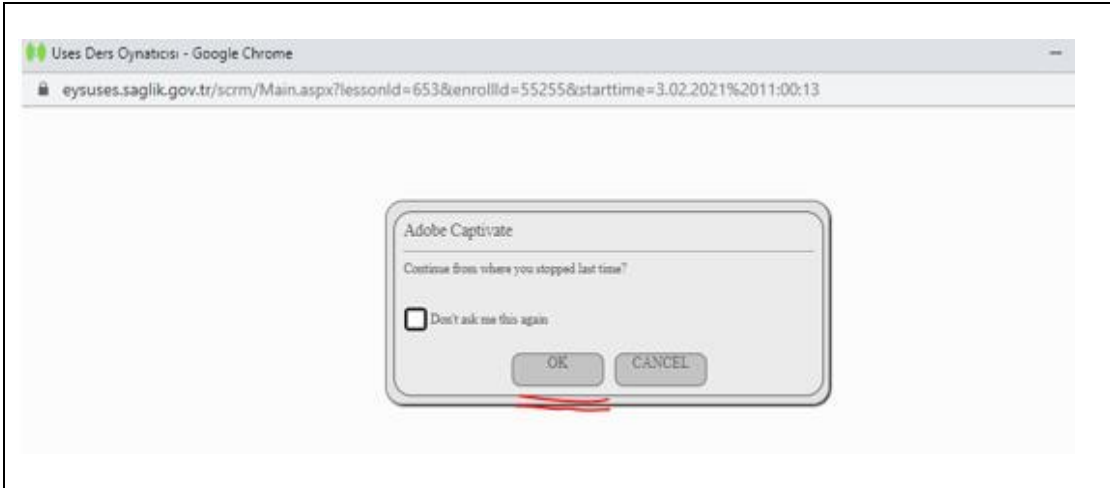 Uses Ders Oynatıcısı - Google Chrome
eysuses.saglik.gov.tr/scrm/Main.aspx?lessonId=653&enrollId=55255&starttime=3.02.2021%2011:00:13
Adobe Captivate
Continue from where you stopped last time?
Don't ask me this again
OK CANCEL